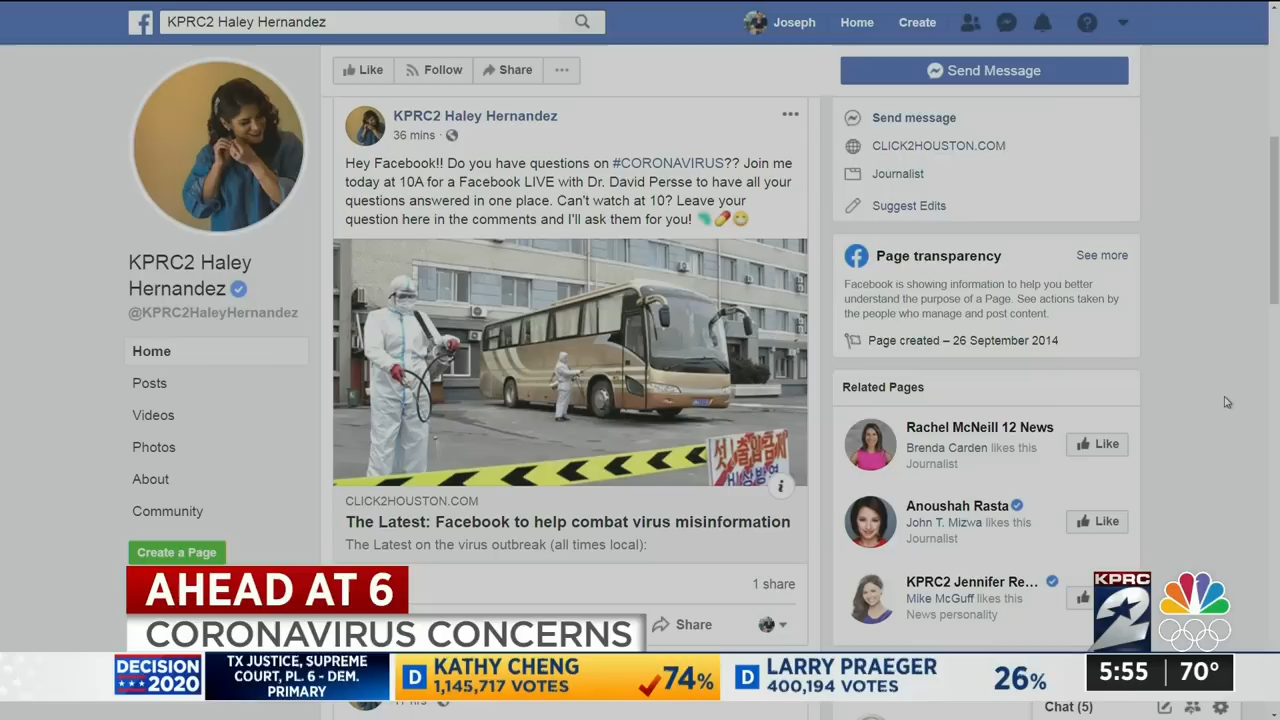 KPRC2 Haley Hernandez
Joseph
Home
Create
Like
Follow
Share
Send Message
KPRC2 Haley Hernandez
36 mins ·
Hey Facebook!! Do you have questions on #CORONAVIRUS?? Join me
today at 10A for a Facebook LIVE with Dr. David Persse to have all your
questions answered in one place. Can't watch at 10? Leave your
question here in the comments and I'll ask them for you!
KPRC2 Haley
Hernandez
@KPRC2HaleyHernandez
Home
Posts
Videos
Photos
About
Community
Create a Page
CLICK2HOUSTON.COM
The Latest: Facebook to help combat virus misinformation
The Latest on the virus outbreak (all times local):
1 share
Share
Send message
CLICK2HOUSTON.COM
Journalist
Suggest Edits
Page transparency
See more
Facebook is showing information to help you better
understand the purpose of a Page. See actions taken by
the people who manage and post content.
Page created – 26 September 2014
Related Pages
Rachel McNeill 12 News
Brenda Carden likes this
Journalist
Like
Anoushah Rasta
John T. Mizwa likes this
Journalist
Like
KPRC2 Jennifer Re...
Mike McGuff likes this
News personality
AHEAD AT 6
CORONAVIRUS CONCERNS
KPRC
2
DECISION
2020
TX JUSTICE, SUPREME
COURT, PL. 6 - DEM.
PRIMARY
D
KATHY CHENG
1,145,717 VOTES
74%
D
LARRY PRAEGER
400,194 VOTES
26%
5:55
70°
Chat (5)